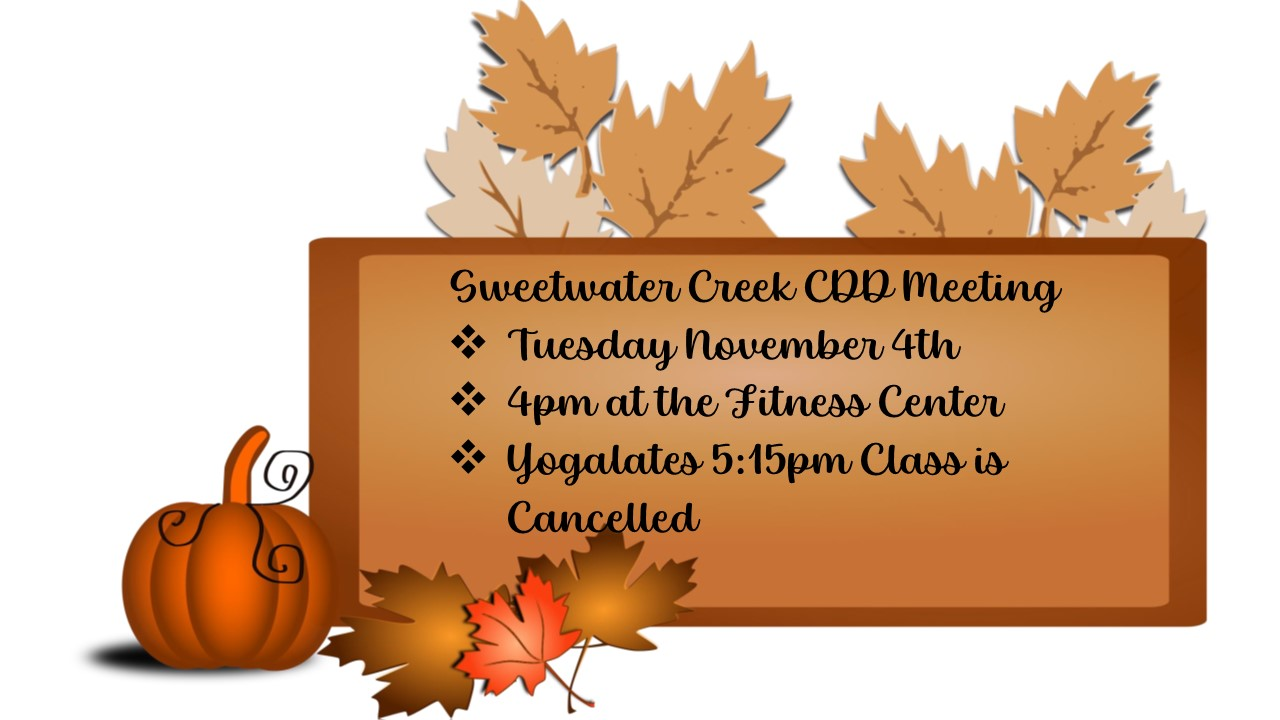 Sweetwater Creek CDD Meeting
❖ Tuesday November 4th
❖ 4pm at the Fitness Center
❖ Yogalates 5:15pm Class is
Cancelled